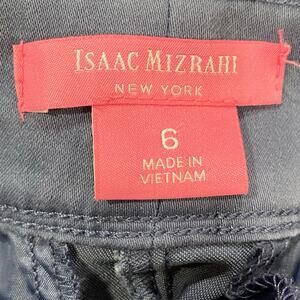 ISAAC MIZRAHI
NEW YORK
6
MADE IN
VIETNAM